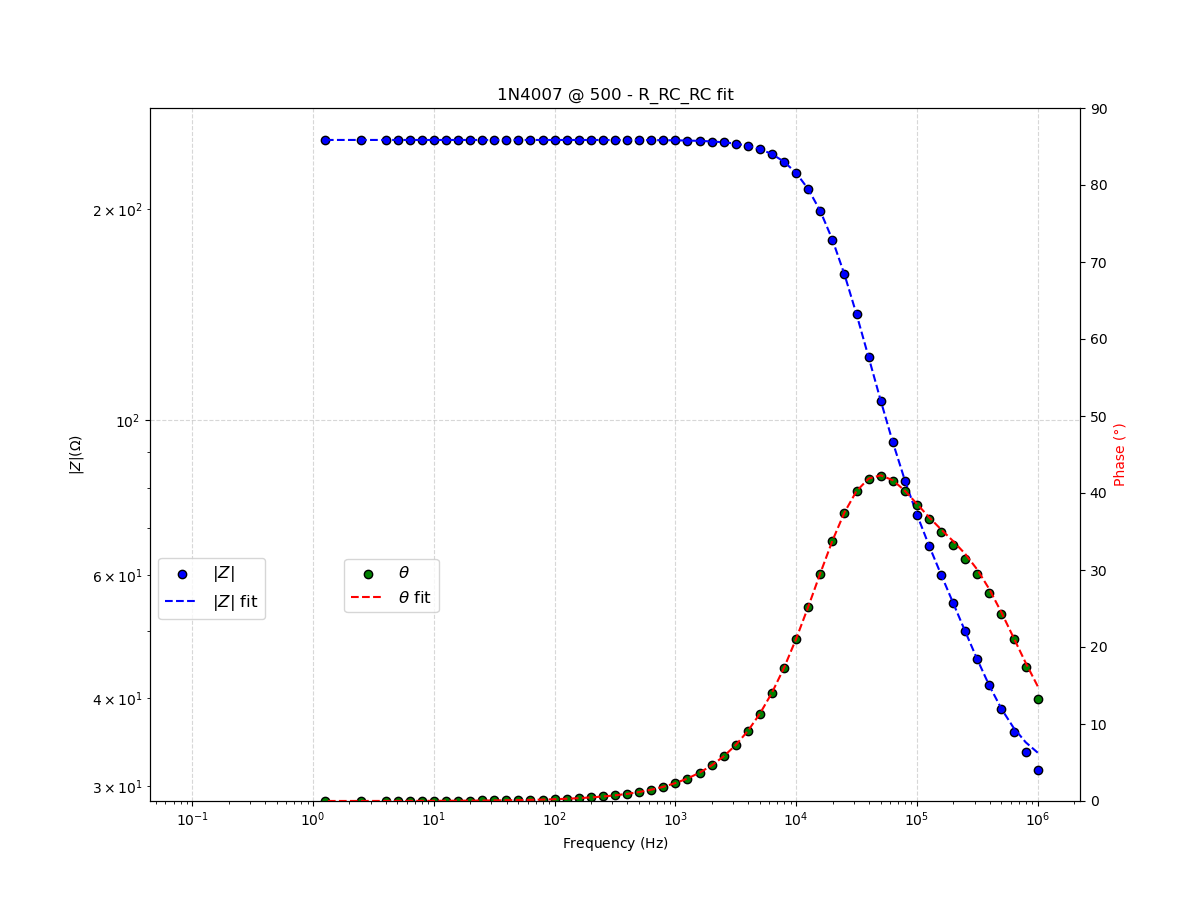 1N4007 @ 500 - R_RC_RC fit
90
80
2 × 10²
70
60
|Z|(Ω)
10²
50
Phase (°)
40
6 × 10¹
30
|Z|
|Z| fit
θ
θ fit
20
4 × 10¹
10
3 × 10¹
0
10⁻¹ 10⁰ 10¹ 10² 10³ 10⁴ 10⁵ 10⁶
Frequency (Hz)